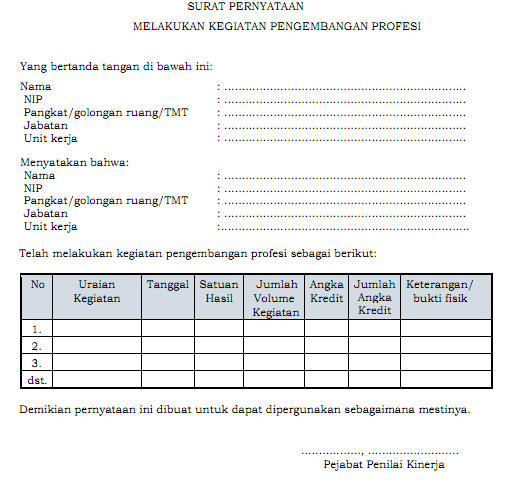 SURAT PERNYATAAN
MELAKUKAN KEGIATAN PENGEMBANGAN PROFESI
Yang bertanda tangan di bawah ini:
Nama : ......................................................................
NIP : ......................................................................
Pangkat/golongan ruang/TMT : ......................................................................
Jabatan : ......................................................................
Unit kerja : ......................................................................
Menyatakan bahwa:
Nama : ......................................................................
NIP : ......................................................................
Pangkat/golongan ruang/TMT : ......................................................................
Jabatan : ......................................................................
Unit kerja :.......................................................................
Telah melakukan kegiatan pengembangan profesi sebagai berikut:
No Uraian Tanggal Satuan Jumlah Angka Jumlah Keterangan/
Kegiatan Hasil Volume Kredit Angka bukti fisik
Kegiatan Kredit
1.
2.
3.
dst.
Demikian pernyataan ini dibuat untuk dapat dipergunakan sebagaimana mestinya.
................., ..........................
Pejabat Penilai Kinerja